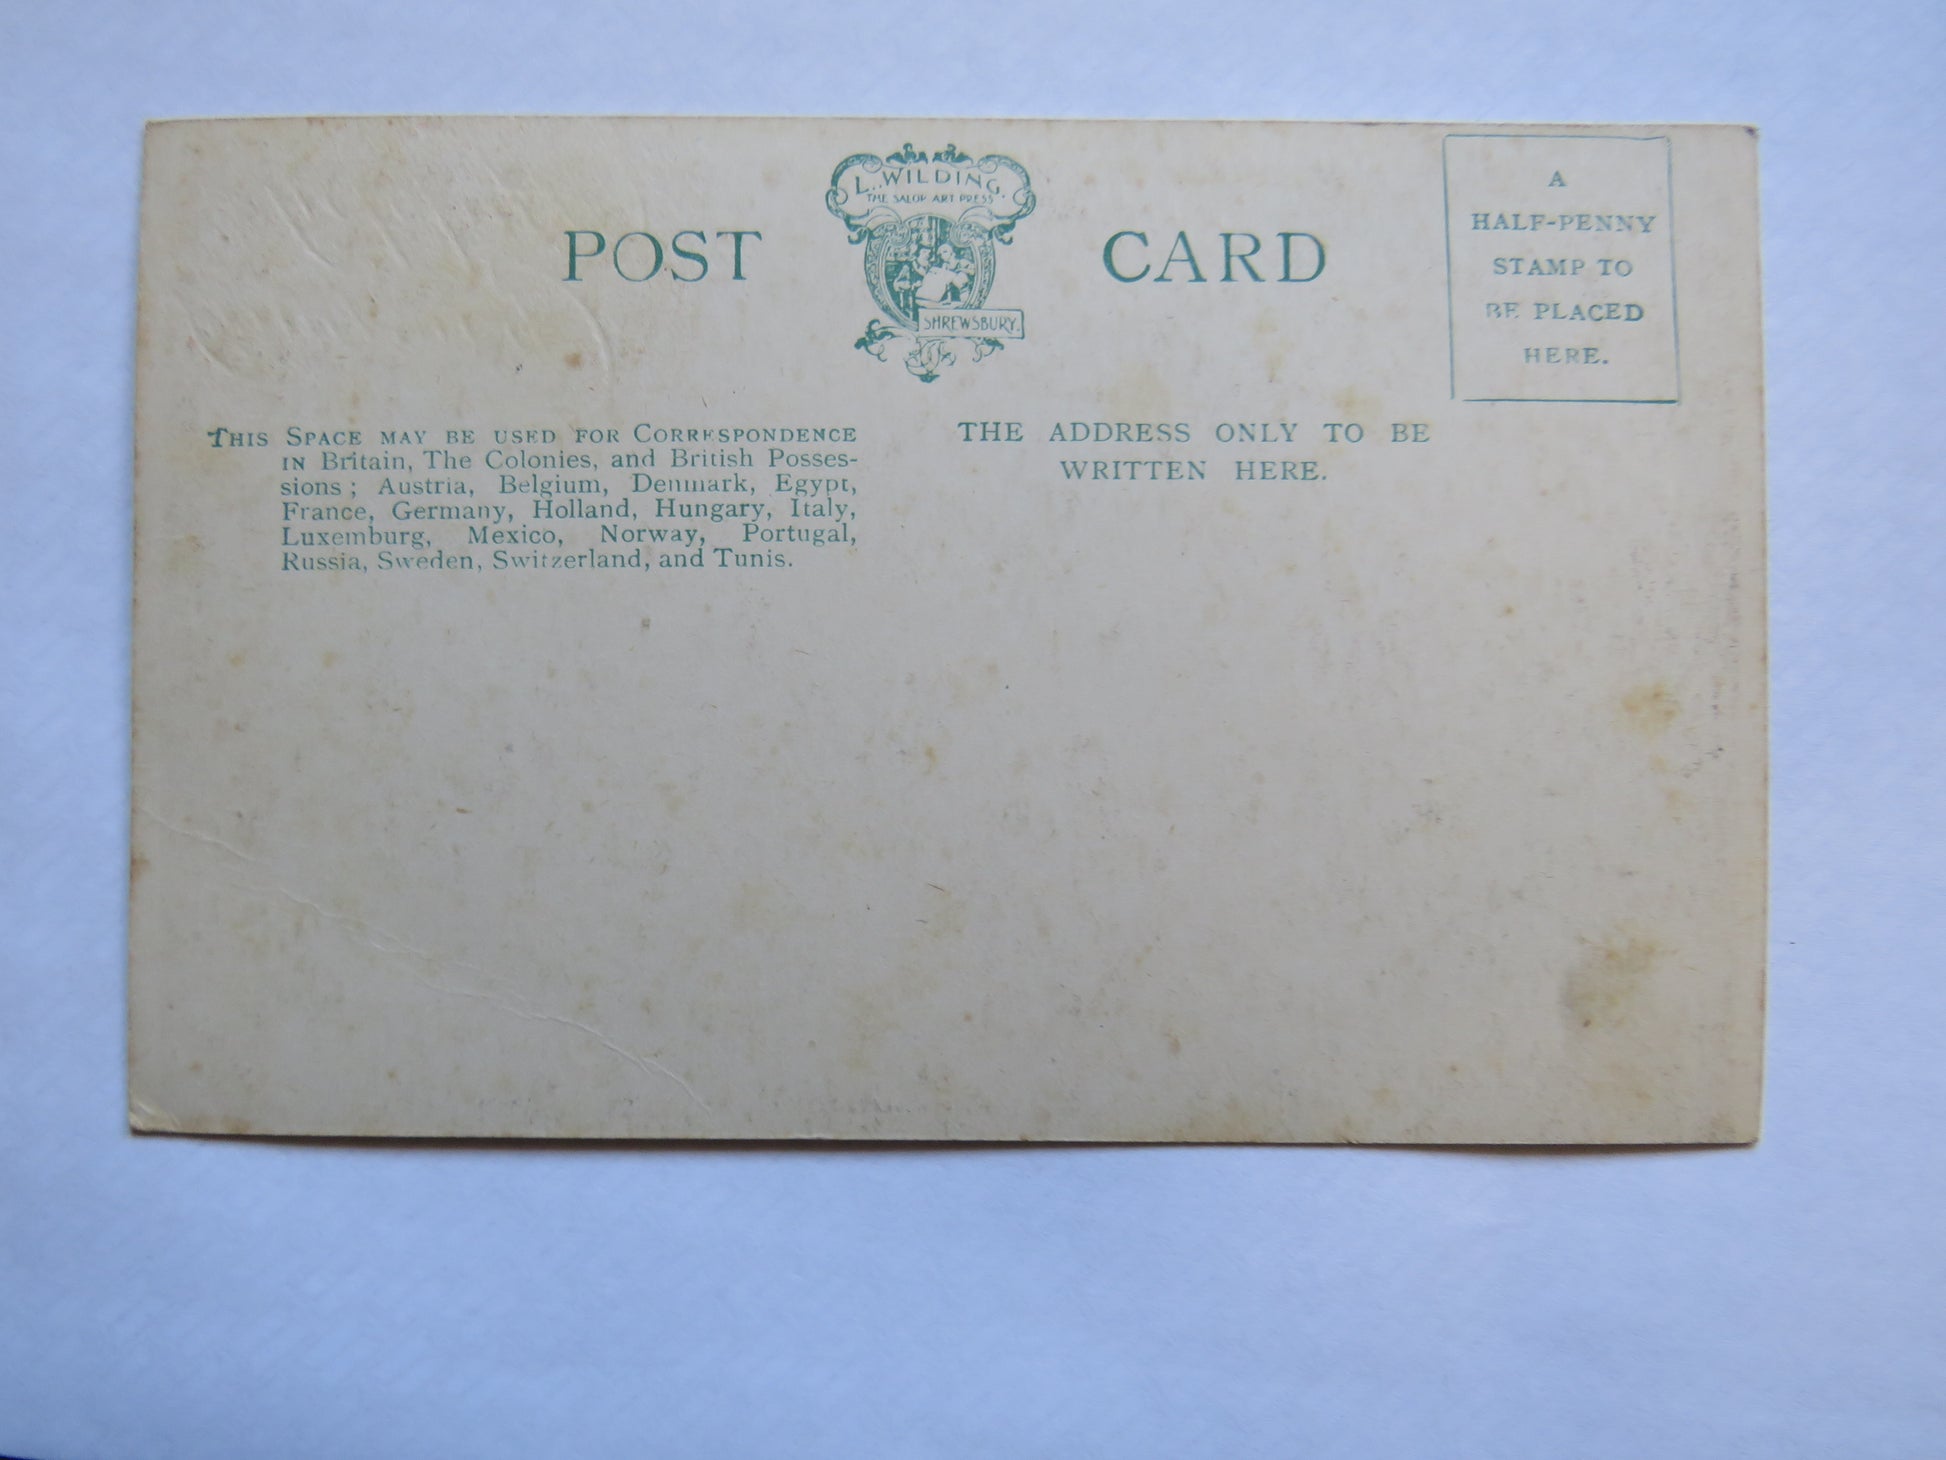 L. WILDING.
THE SALOP ART PRESS
POST CARD
SHREWSBURY.
A
HALF-PENNY
STAMP TO
BE PLACED
HERE.
THIS SPACE MAY BE USED FOR CORRESPONDENCE
IN Britain, The Colonies, and British Posses-
sions ; Austria, Belgium, Denmark, Egypt,
France, Germany, Holland, Hungary, Italy,
Luxemburg, Mexico, Norway, Portugal,
Russia, Sweden, Switzerland, and Tunis.
THE ADDRESS ONLY TO BE
WRITTEN HERE.